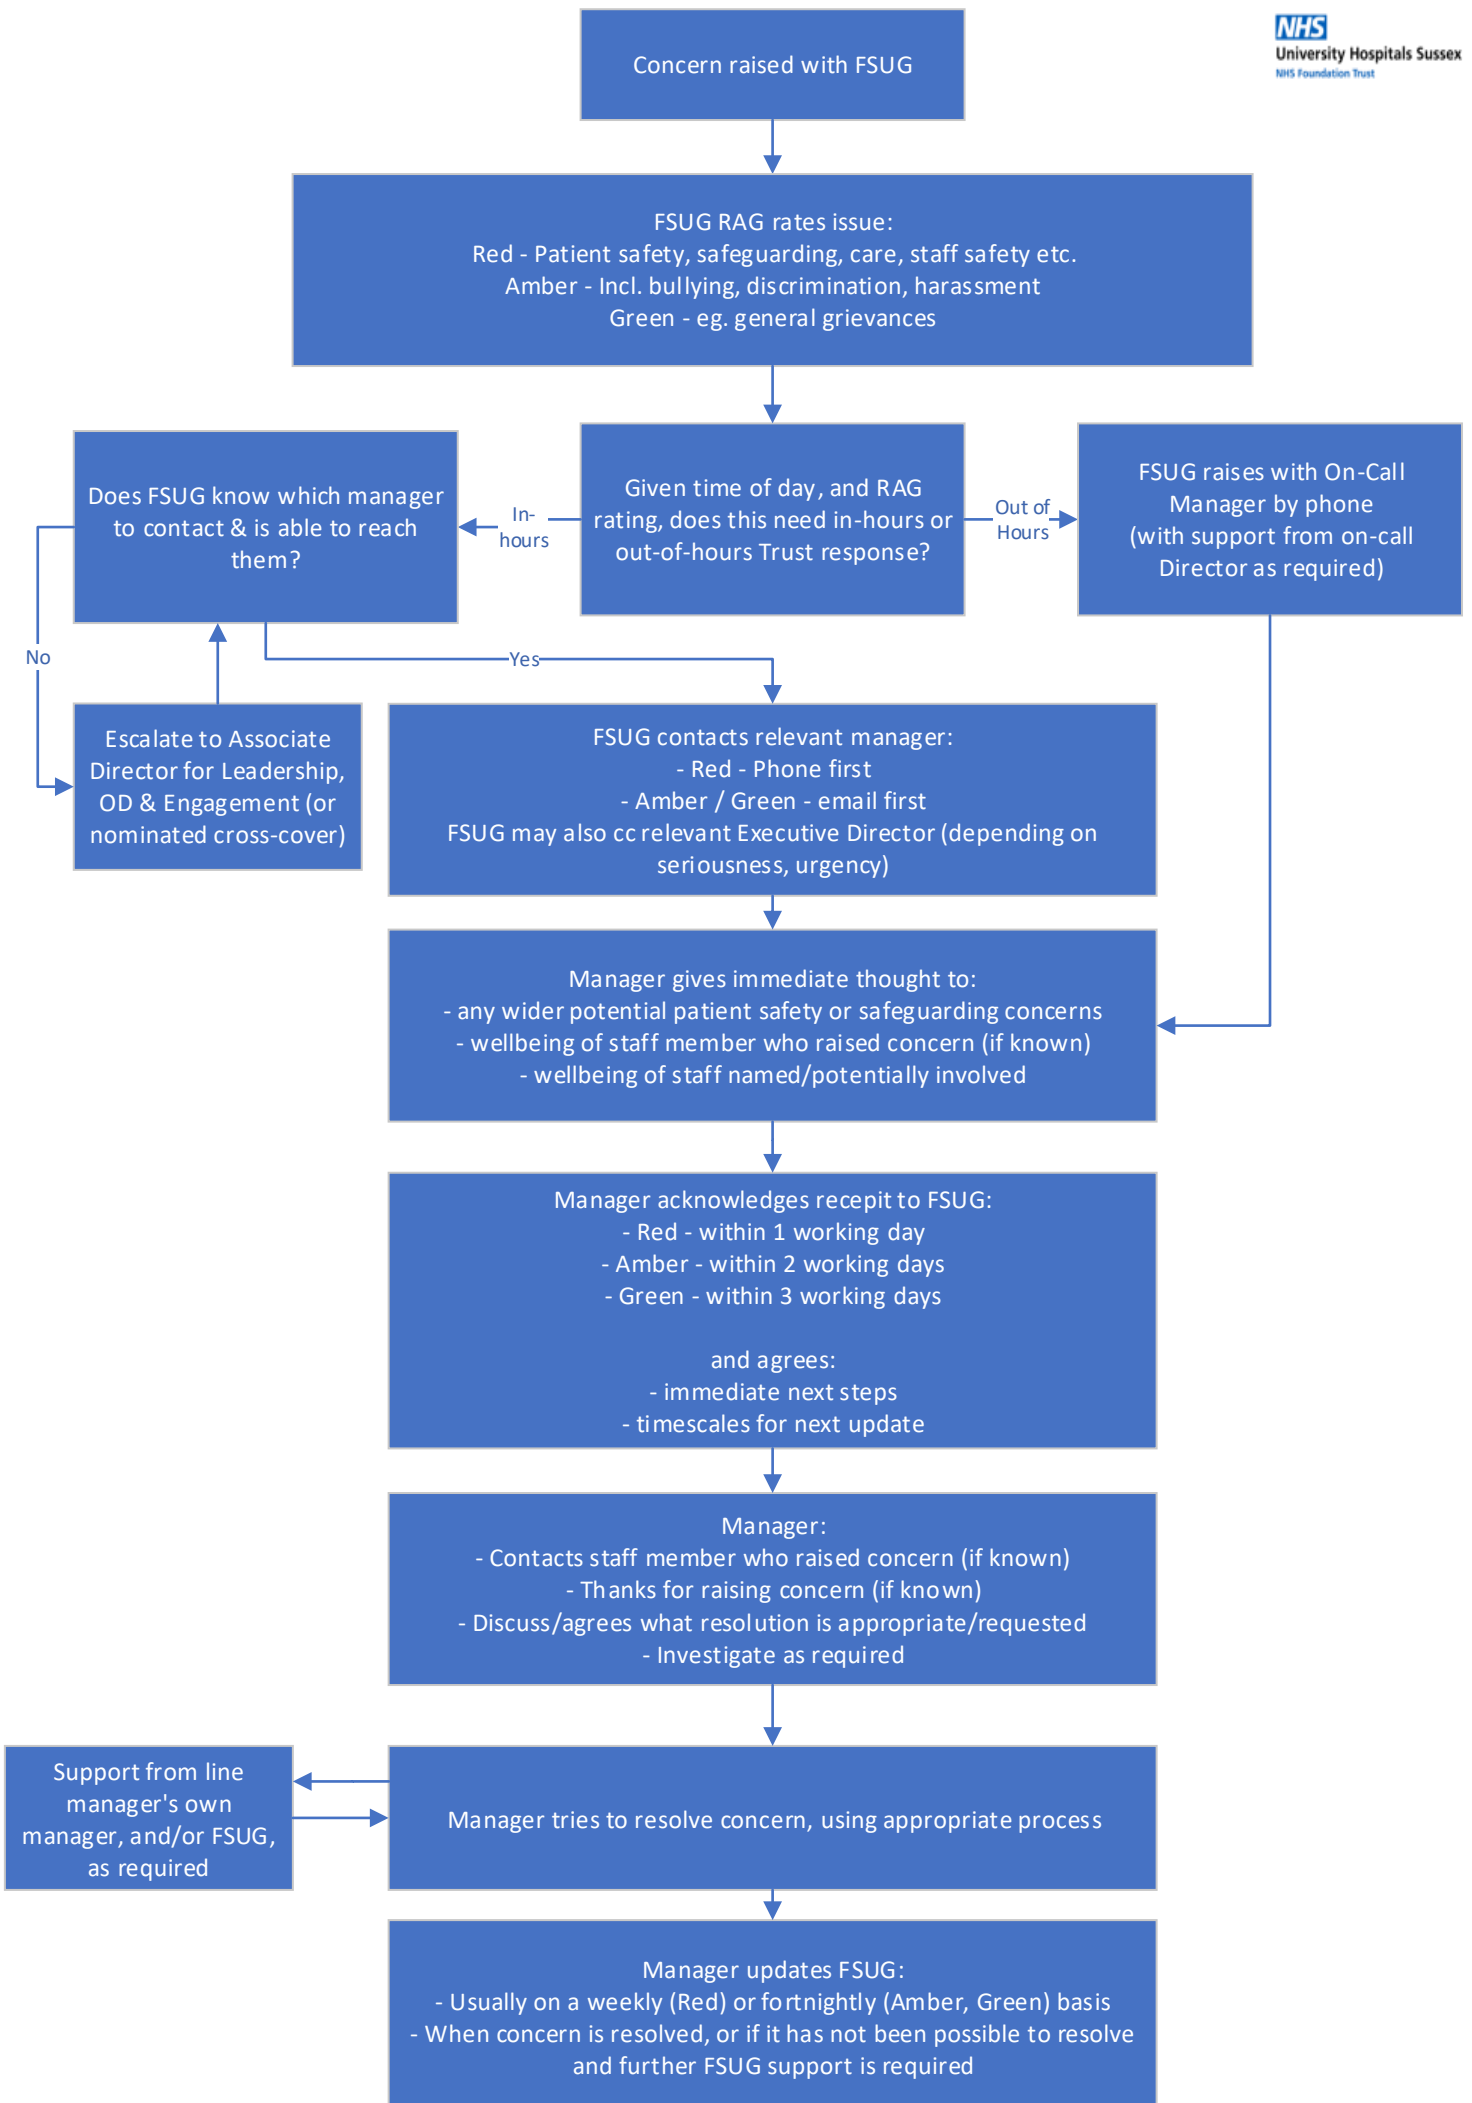 Concern raised with FSUG
NHS
University Hospitals Sussex
NHS Foundation Trust
FSUG RAG rates issue:
Red - Patient safety, safeguarding, care, staff safety etc.
Amber - Incl. bullying, discrimination, harassment
Green - eg. general grievances
Does FSUG know which manager
to contact & is able to reach
them?
In-
hours
Given time of day, and RAG
rating, does this need in-hours or
out-of-hours Trust response?
Out of
Hours
FSUG raises with On-Call
Manager by phone
(with support from on-call
Director as required)
No
Yes
Escalate to Associate
Director for Leadership,
OD & Engagement (or
nominated cross-cover)
FSUG contacts relevant manager:
- Red - Phone first
- Amber / Green - email first
FSUG may also cc relevant Executive Director (depending on
seriousness, urgency)
Manager gives immediate thought to:
- any wider potential patient safety or safeguarding concerns
- wellbeing of staff member who raised concern (if known)
- wellbeing of staff named/potentially involved
Manager acknowledges recepit to FSUG:
- Red - within 1 working day
- Amber - within 2 working days
- Green - within 3 working days
and agrees:
- immediate next steps
- timescales for next update
Manager:
- Contacts staff member who raised concern (if known)
- Thanks for raising concern (if known)
- Discuss/agrees what resolution is appropriate/requested
- Investigate as required
Support from line
manager's own
manager, and/or FSUG,
as required
Manager tries to resolve concern, using appropriate process
Manager updates FSUG:
- Usually on a weekly (Red) or fortnightly (Amber, Green) basis
- When concern is resolved, or if it has not been possible to resolve
and further FSUG support is required